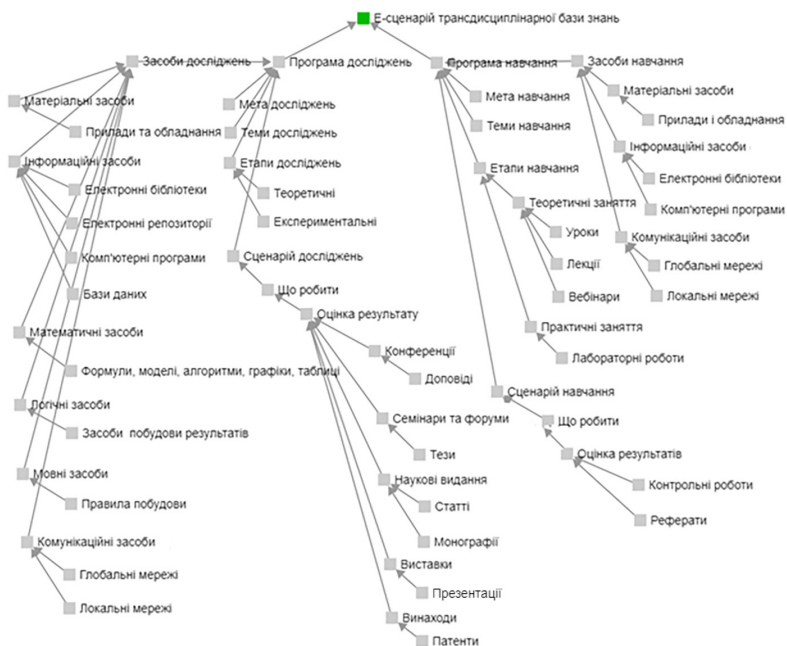 Е-сценарій трансдисциплінарної бази знань
Засоби досліджень
Матеріальні засоби
Прилади та обладнання
Інформаційні засоби
Електронні бібліотеки
Електронні репозиторії
Комп'ютерні програми
Бази даних
Математичні засоби
Формули, моделі, алгоритми, графіки, таблиці
Логічні засоби
Засоби побудови результатів
Мовні засоби
Правила побудови
Комунікаційні засоби
Глобальні мережі
Локальні мережі
Програма досліджень
Мета досліджень
Теми досліджень
Етапи досліджень
Теоретичні
Експериментальні
Сценарій досліджень
Що робити
Оцінка результату
Конференції
Доповіді
Семінари та форуми
Тези
Наукові видання
Статті
Монографії
Виставки
Презентації
Винаходи
Патенти
Програма навчання
Мета навчання
Теми навчання
Етапи навчання
Теоретичні заняття
Уроки
Лекції
Вебінари
Практичні заняття
Лабораторні роботи
Сценарій навчання
Що робити
Оцінка результатів
Контрольні роботи
Реферати
Засоби навчання
Матеріальні засоби
Прилади і обладнання
Інформаційні засоби
Електронні бібліотеки
Комп'ютерні програми
Комунікаційні засоби
Глобальні мережі
Локальні мережі